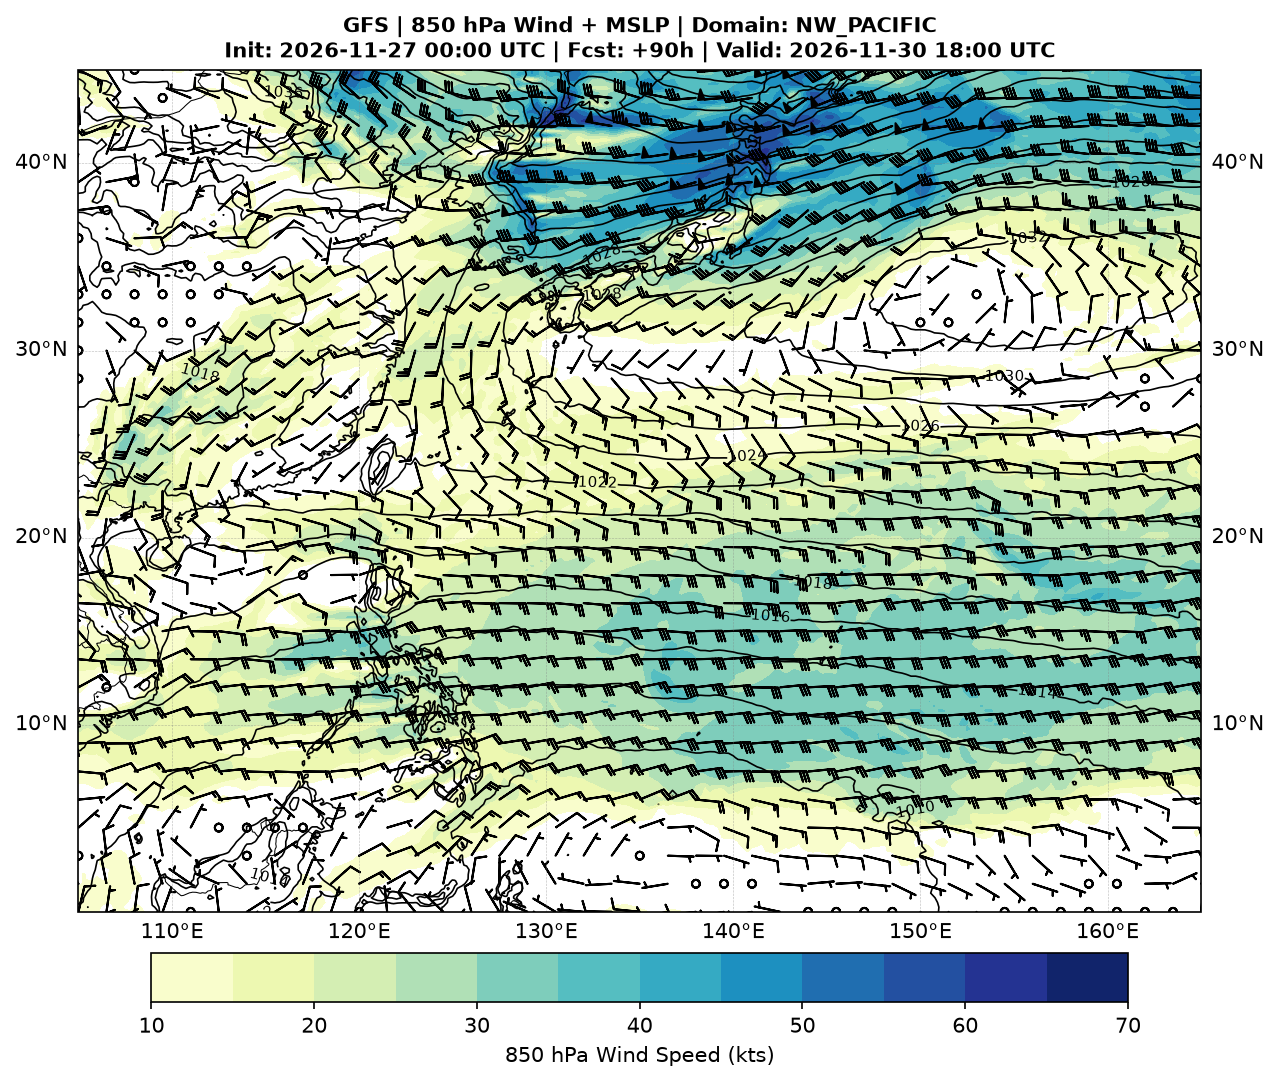 GFS | 850 hPa Wind + MSLP | Domain: NW_PACIFIC
Init: 2026-11-27 00:00 UTC | Fcst: +90h | Valid: 2026-11-30 18:00 UTC
1036
40°N 40°N
1028
1032
1028
1028
30°N 30°N
1018
1030
1026
1024
1022
20°N 20°N
1018
1016
1014
10°N 10°N
1010
1010
110°E 120°E 130°E 140°E 150°E 160°E
10 20 30 40 50 60 70
850 hPa Wind Speed (kts)